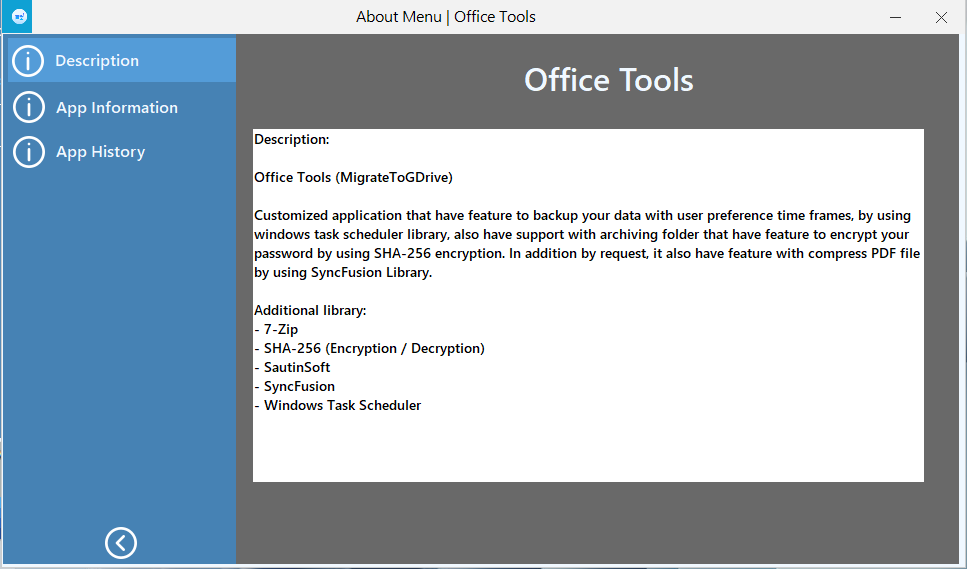 About Menu | Office Tools
Description
App Information
App History
Office Tools
Description:
Office Tools (MigrateToGDrive)
Customized application that have feature to backup your data with user preference time frames, by using
windows task scheduler library, also have support with archiving folder that have feature to encrypt your
password by using SHA-256 encryption. In addition by request, it also have feature with compress PDF file
by using SyncFusion Library.
Additional library:
- 7-Zip
- SHA-256 (Encryption / Decryption)
- SautinSoft
- SyncFusion
- Windows Task Scheduler